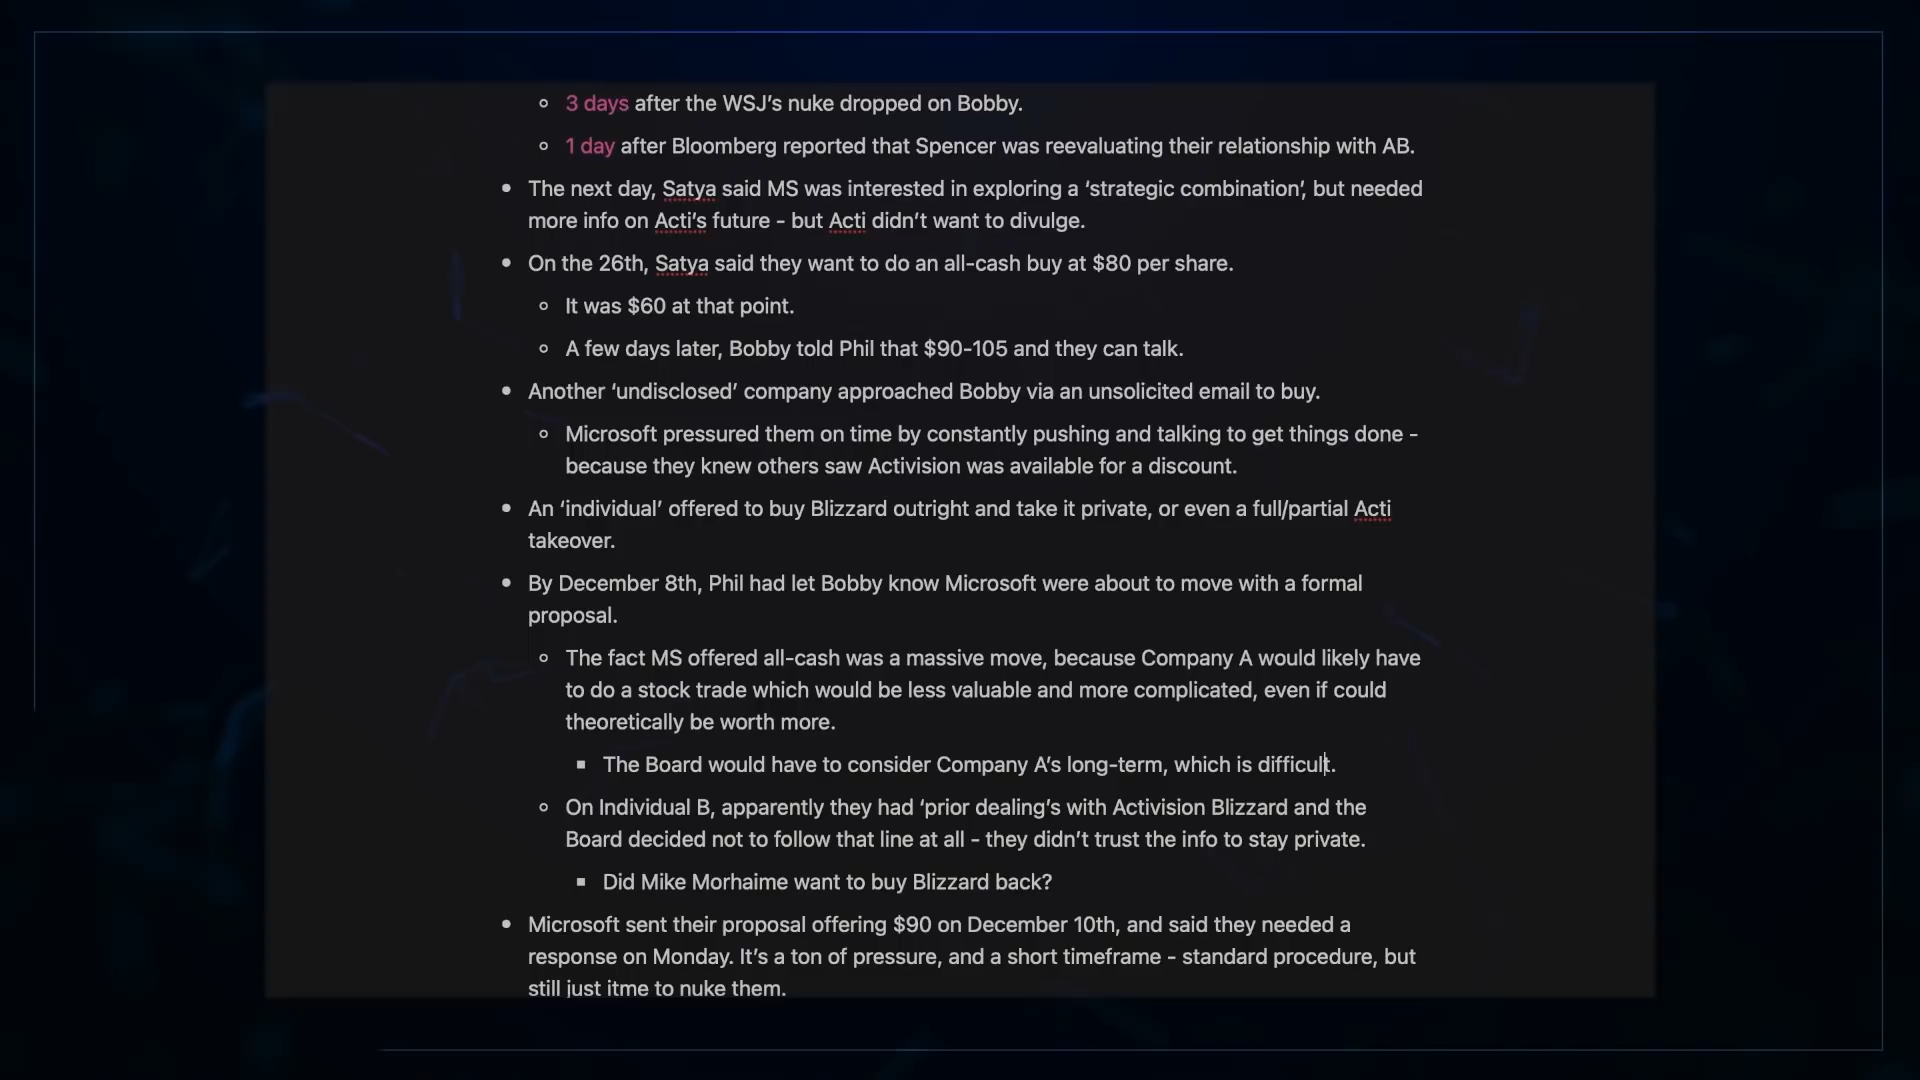 3 days after the WSJ’s nuke dropped on Bobby.
1 day after Bloomberg reported that Spencer was reevaluating their relationship with AB.
The next day, Satya said MS was interested in exploring a ‘strategic combination’, but needed
more info on Acti’s future - but Acti didn’t want to divulge.
On the 26th, Satya said they want to do an all-cash buy at $80 per share.
It was $60 at that point.
A few days later, Bobby told Phil that $90-105 and they can talk.
Another ‘undisclosed’ company approached Bobby via an unsolicited email to buy.
Microsoft pressured them on time by constantly pushing and talking to get things done -
because they knew others saw Activision was available for a discount.
An ‘individual’ offered to buy Blizzard outright and take it private, or even a full/partial Acti
takeover.
By December 8th, Phil had let Bobby know Microsoft were about to move with a formal
proposal.
The fact MS offered all-cash was a massive move, because Company A would likely have
to do a stock trade which would be less valuable and more complicated, even if could
theoretically be worth more.
The Board would have to consider Company A’s long-term, which is difficult.
On Individual B, apparently they had ‘prior dealing’s with Activision Blizzard and the
Board decided not to follow that line at all - they didn’t trust the info to stay private.
Did Mike Morhaime want to buy Blizzard back?
Microsoft sent their proposal offering $90 on December 10th, and said they needed a
response on Monday. It’s a ton of pressure, and a short timeframe - standard procedure, but
still just itme to nuke them.